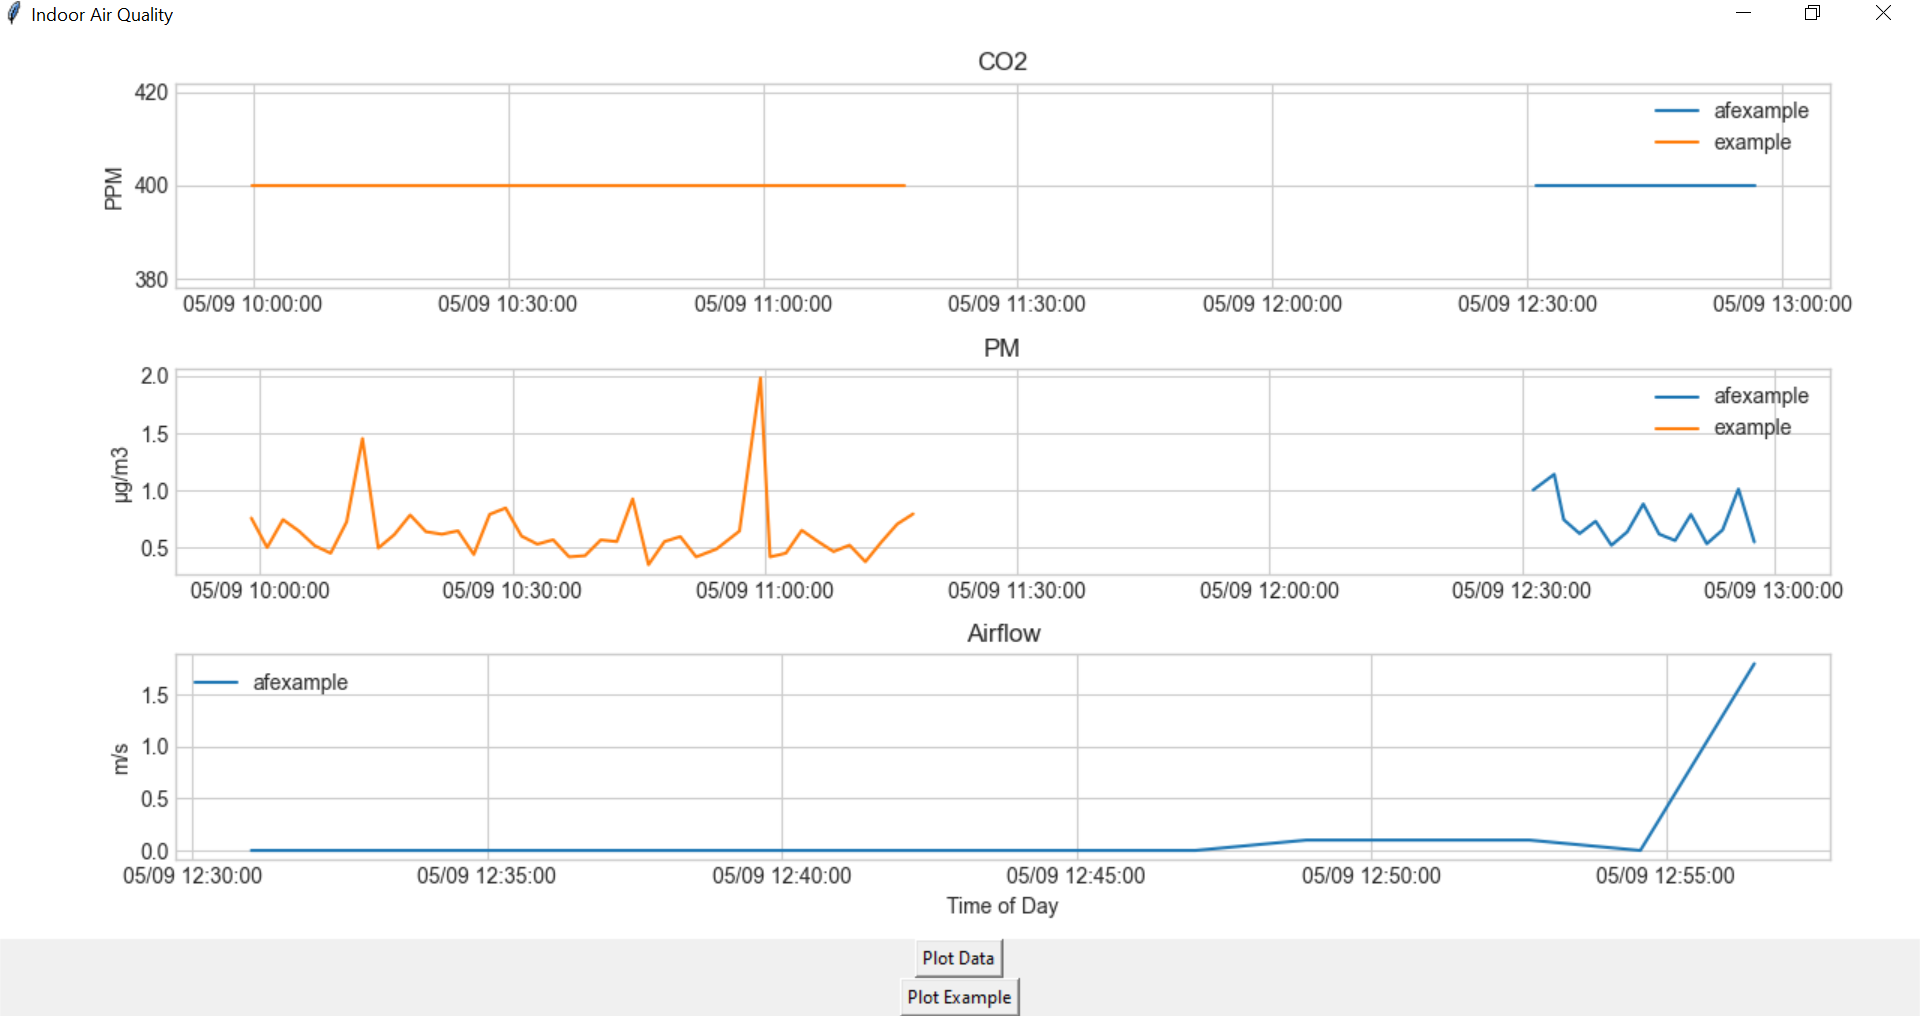 Indoor Air Quality
CO2
420
400
380
PPM
afexample
example
05/09 10:00:00 05/09 10:30:00 05/09 11:00:00 05/09 11:30:00 05/09 12:00:00 05/09 12:30:00 05/09 13:00:00
PM
2.0
1.5
1.0
0.5
µg/m3
afexample
example
05/09 10:00:00 05/09 10:30:00 05/09 11:00:00 05/09 11:30:00 05/09 12:00:00 05/09 12:30:00 05/09 13:00:00
Airflow
1.5
1.0
0.5
0.0
m/s
afexample
05/09 12:30:00 05/09 12:35:00 05/09 12:40:00 05/09 12:45:00 05/09 12:50:00 05/09 12:55:00
Time of Day
Plot Data
Plot Example